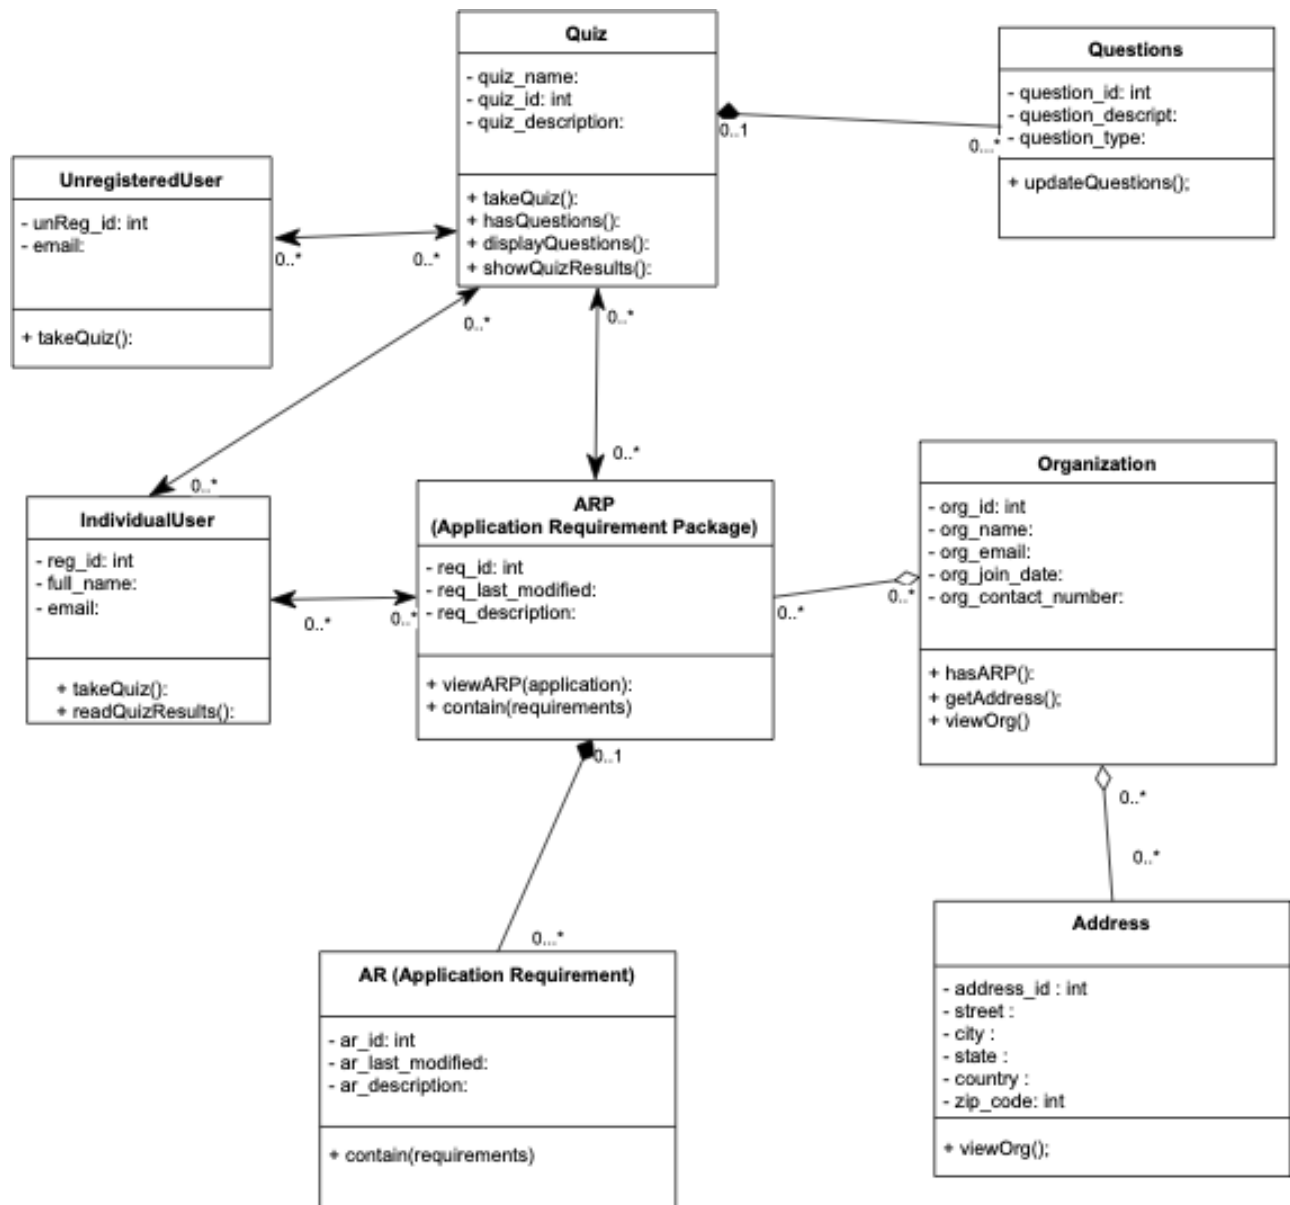 Quiz
- quiz_name:
- quiz_id: int
- quiz_description:
+ takeQuiz():
+ hasQuestions():
+ displayQuestions():
+ showQuizResults():
0..1
0...*
Questions
- question_id: int
- question_descript:
- question_type:
+ updateQuestions();
UnregisteredUser
- unReg_id: int
- email:
+ takeQuiz():
0..*
0..*
0..*
0..*
0..*
0..*
IndividualUser
- reg_id: int
- full_name:
- email:
+ takeQuiz():
+ readQuizResults():
0..*
0..*
ARP
(Application Requirement Package)
- req_id: int
- req_last_modified:
- req_description:
+ viewARP(application):
+ contain(requirements)
0..*
0..*
Organization
- org_id: int
- org_name:
- org_email:
- org_join_date:
- org_contact_number:
+ hasARP():
+ getAddress();
+ viewOrg()
0..1
0...*
0..*
0..*
AR (Application Requirement)
- ar_id: int
- ar_last_modified:
- ar_description:
+ contain(requirements)
Address
- address_id : int
- street :
- city :
- state :
- country :
- zip_code: int
+ viewOrg();